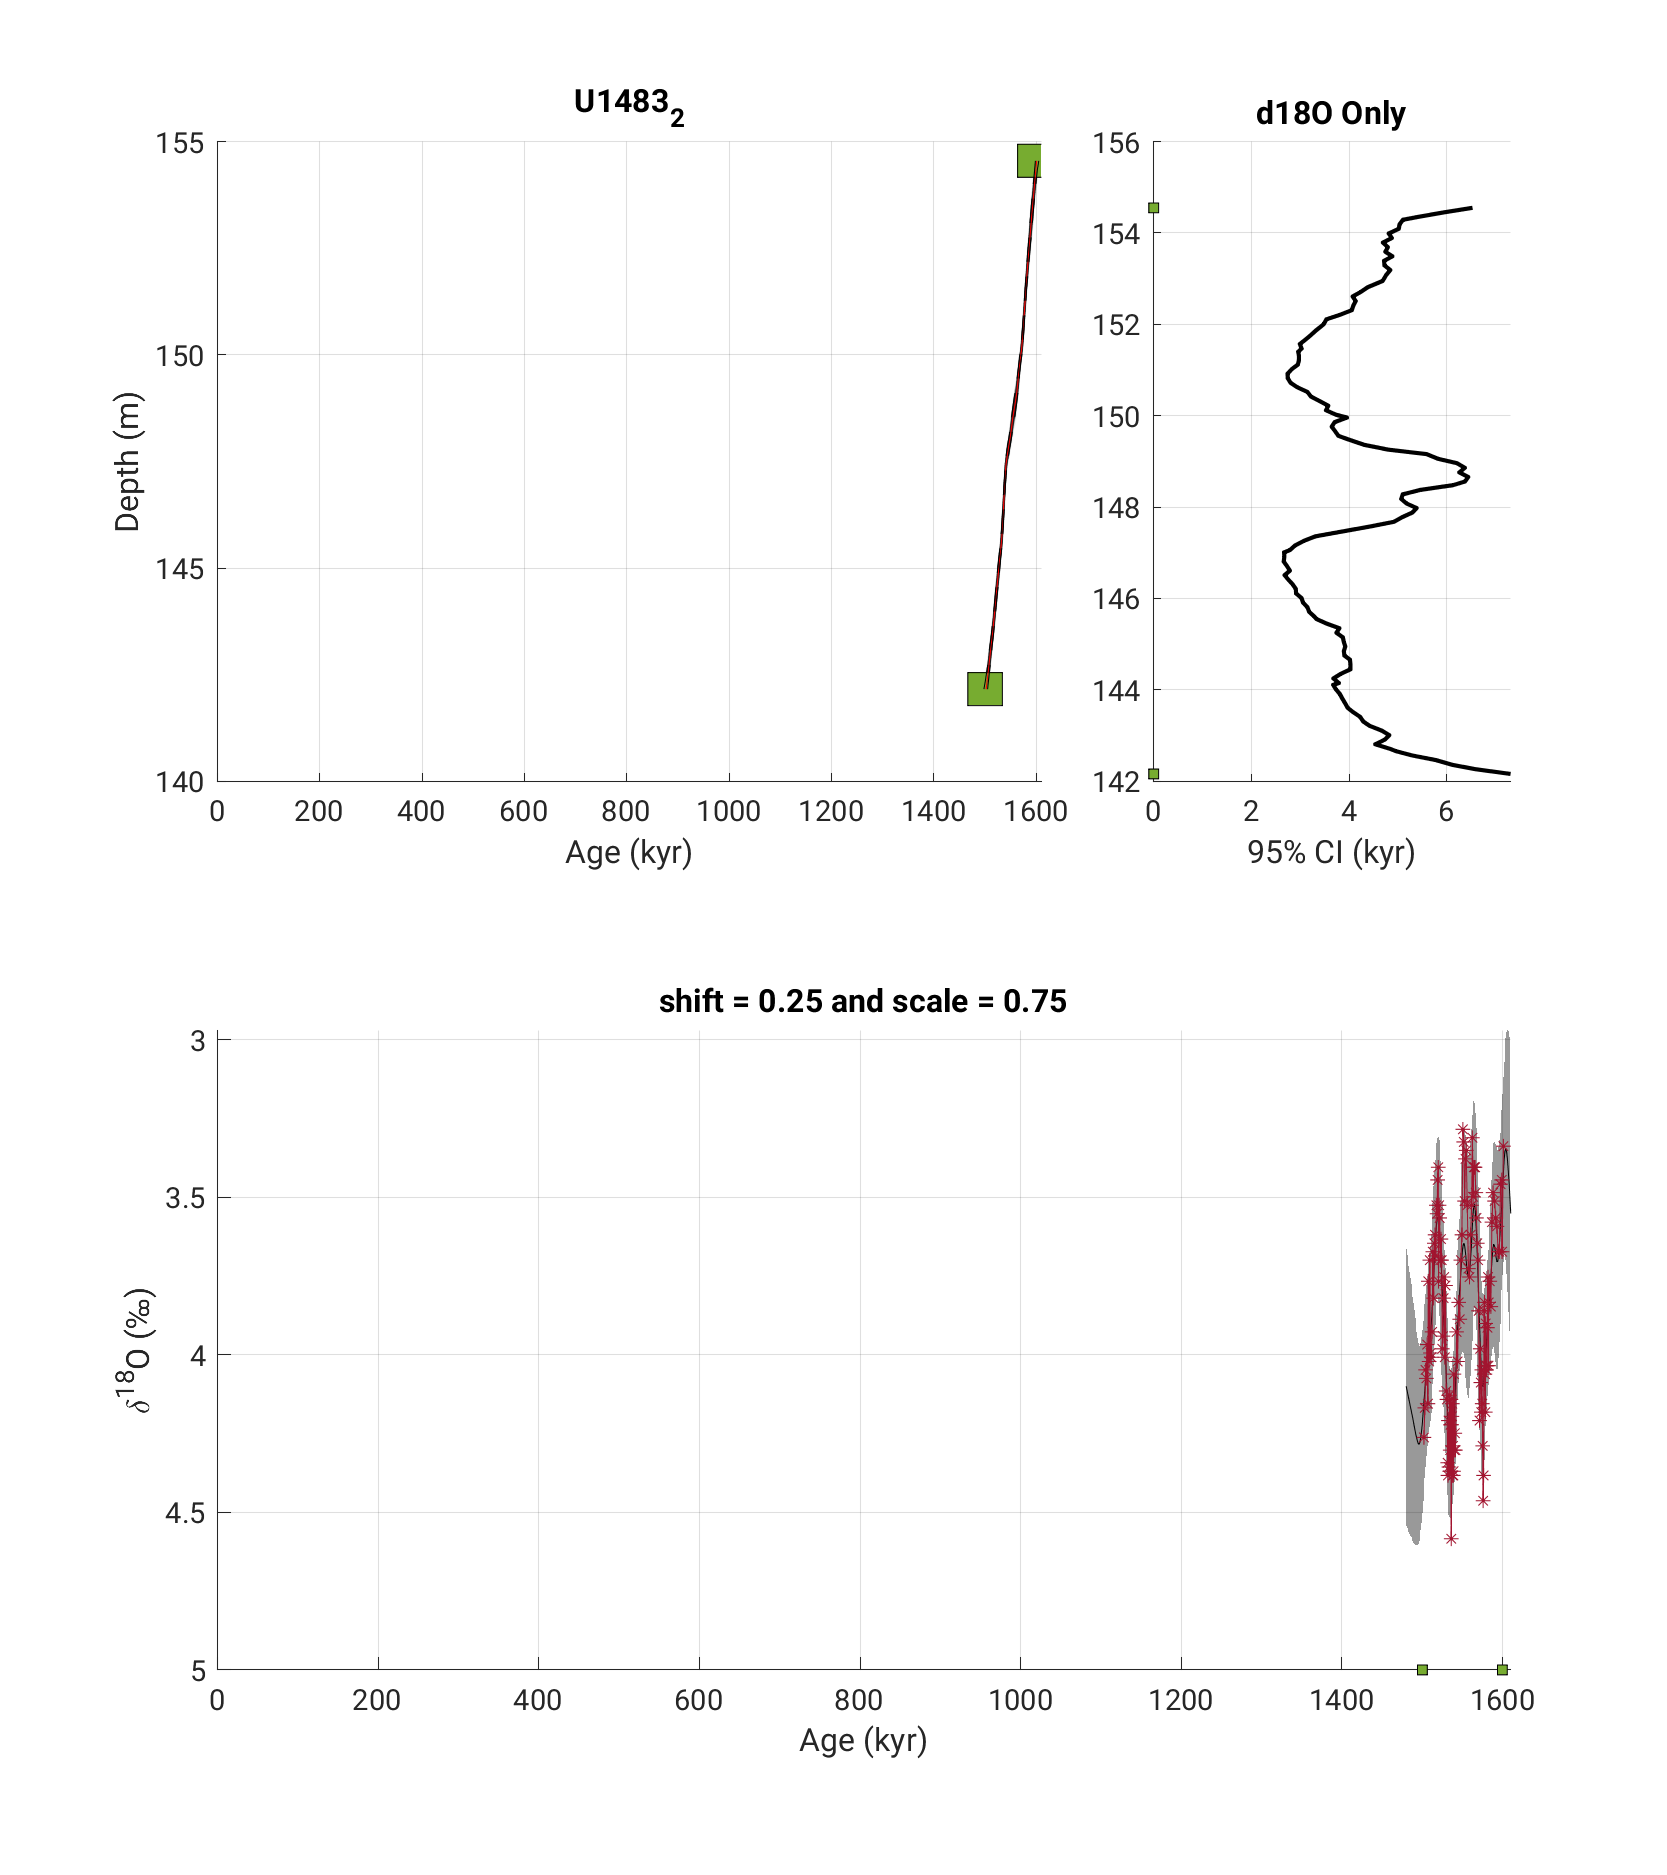 U1483₂
155
150
145
140
Depth (m)
0 200 400 600 800 1000 1200 1400 1600
Age (kyr)
d18O Only
156
154
152
150
148
146
144
142
0 2 4 6
95% CI (kyr)
shift = 0.25 and scale = 0.75
3
3.5
4
4.5
5
δ¹⁸O (‰)
0 200 400 600 800 1000 1200 1400 1600
Age (kyr)